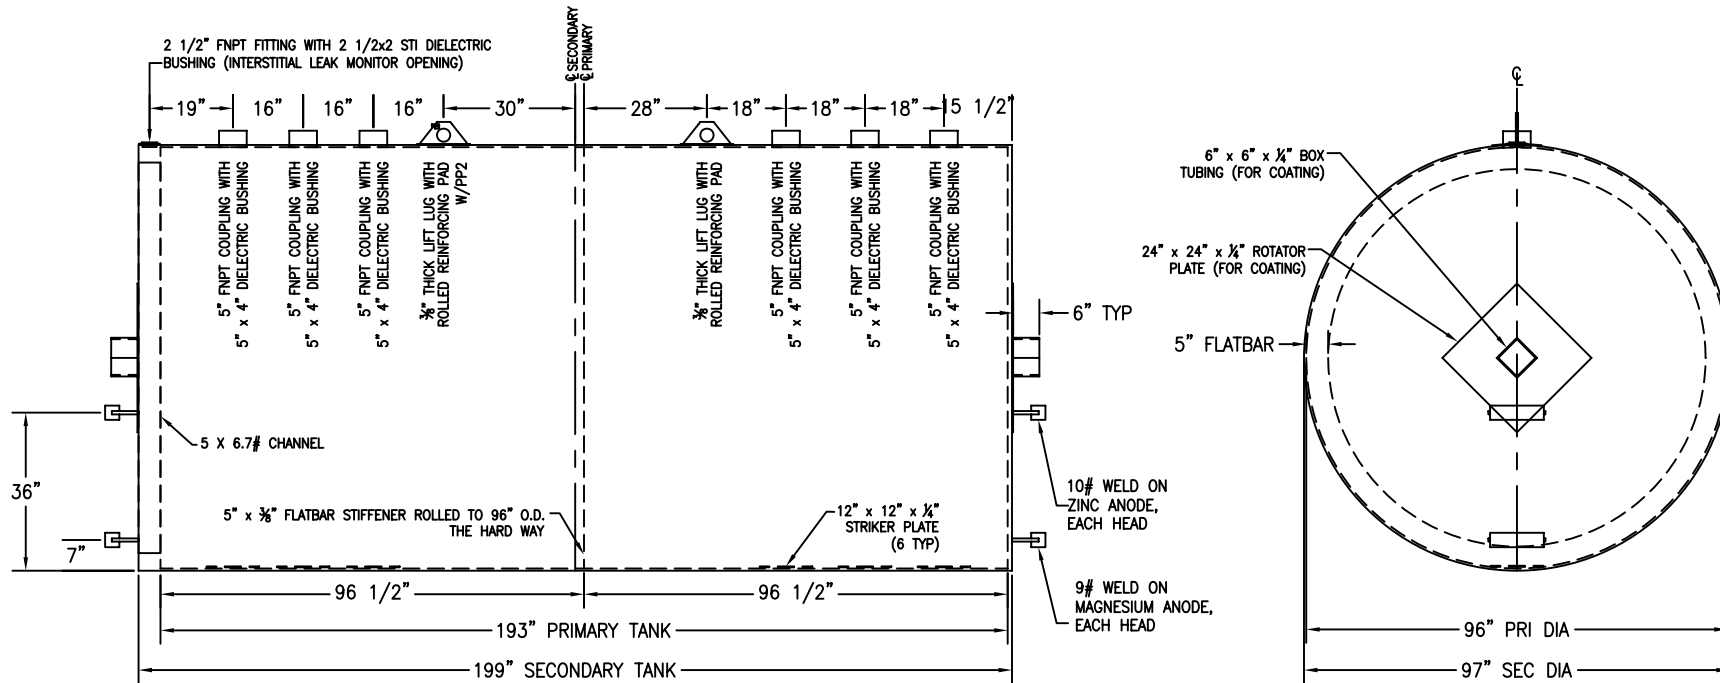 2 1/2" FNPT FITTING WITH 2 1/2x2 STI DIELECTRIC
BUSHING (INTERSTITIAL LEAK MONITOR OPENING)
℄ SECONDARY
℄ PRIMARY
19"
16"
16"
16"
30"
28"
18"
18"
18"
15 1/2"
5" FNPT COUPLING WITH
5" x 4" DIELECTRIC BUSHING
5" FNPT COUPLING WITH
5" x 4" DIELECTRIC BUSHING
5" FNPT COUPLING WITH
5" x 4" DIELECTRIC BUSHING
⅜" THICK LIFT LUG WITH
ROLLED REINFORCING PAD
W/PP2
⅜" THICK LIFT LUG WITH
ROLLED REINFORCING PAD
5" FNPT COUPLING WITH
5" x 4" DIELECTRIC BUSHING
5" FNPT COUPLING WITH
5" x 4" DIELECTRIC BUSHING
5" FNPT COUPLING WITH
5" x 4" DIELECTRIC BUSHING
6" TYP
5 X 6.7# CHANNEL
36"
7"
5" x ⅜" FLATBAR STIFFENER ROLLED TO 96" O.D.
THE HARD WAY
12" x 12" x ¼"
STRIKER PLATE
(6 TYP)
10# WELD ON
ZINC ANODE,
EACH HEAD
9# WELD ON
MAGNESIUM ANODE,
EACH HEAD
96 1/2"
96 1/2"
193" PRIMARY TANK
199" SECONDARY TANK
℄
6" x 6" x ¼" BOX
TUBING (FOR COATING)
24" x 24" x ¼" ROTATOR
PLATE (FOR COATING)
5" FLATBAR
96" PRI DIA
97" SEC DIA